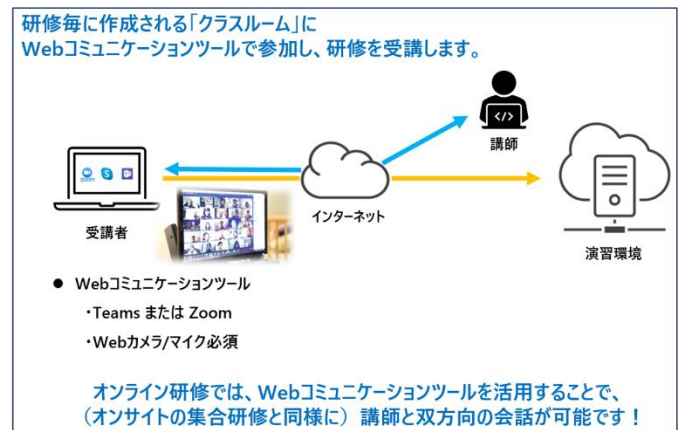 研修毎に作成される「クラスルーム」に
Webコミュニケーションツールで参加し、研修を受講します。
</>
講師
zoom
S
インターネット
受講者
演習環境
● Webコミュニケーションツール
・Teams または Zoom
・Webカメラ/マイク必須
オンライン研修では、Webコミュニケーションツールを活用することで、
（オンサイトの集合研修と同様に）講師と双方向の会話が可能です！